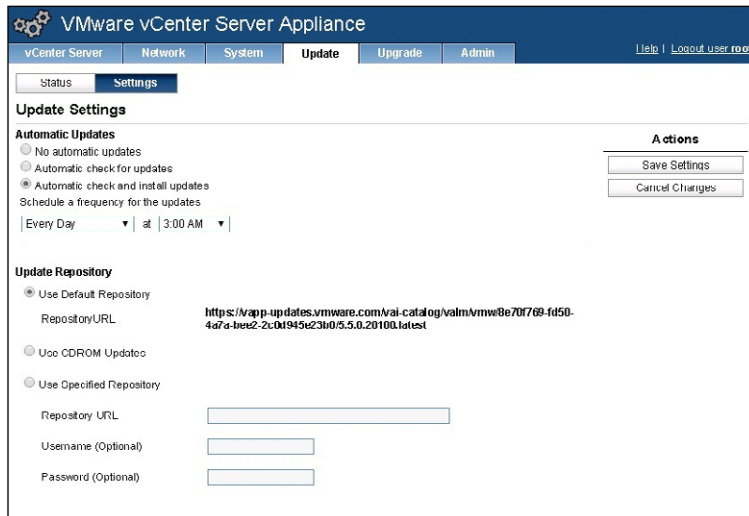 VMware vCenter Server Appliance
vCenter Server Network System Update Upgrade Admin Help | Logout user root
Status Settings
Update Settings
Automatic Updates
Actions
No automatic updates
Automatic check for updates
Save Settings
Automatic check and install updates
Cancel Changes
Schedule a frequency for the updates
Every Day at 3:00 AM
Update Repository
Use Default Repository
RepositoryURL
https://vapp-updates.vmware.com/vai-catalog/valm/vmw/8e70f769-fd50-
4a7a-bee2-2c0d945e23b0/5.5.0.20100.latest
Use CDROM Updates
Use Specified Repository
Repository URL
Username (Optional)
Password (Optional)